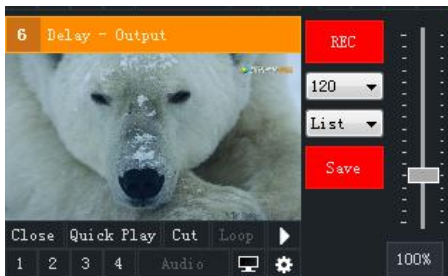 6 Delay - Output
REC
120
List
Save
Close Quick Play Cut Loop
1 2 3 4 Audio
100%